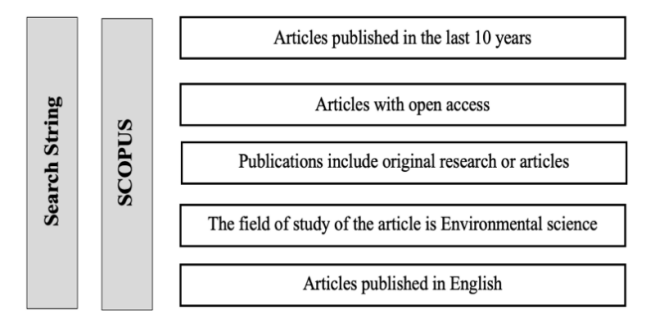 Search String
SCOPUS
Articles published in the last 10 years
Articles with open access
Publications include original research or articles
The field of study of the article is Environmental science
Articles published in English